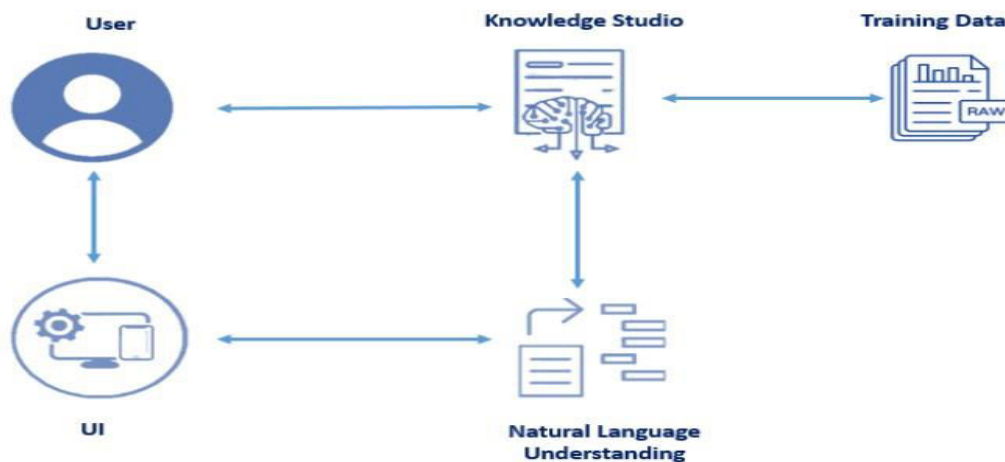 User
Knowledge Studio
Training Data
RAW
UI
Natural Language
Understanding